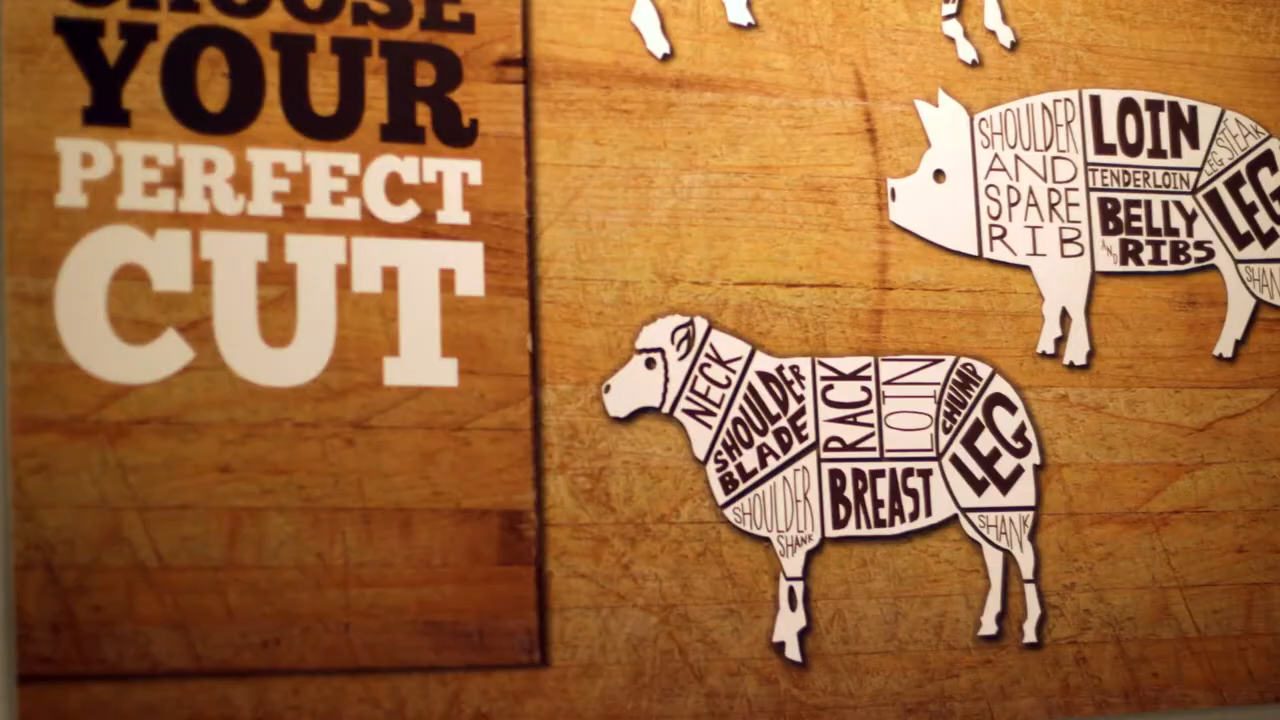 CHOOSE
YOUR
PERFECT
CUT
SHOULDER
AND
SPARE
RIB
LOIN
TENDERLOIN
BELLY
AND RIBS
LEG STEAK
LEG
NECK
SHOULDER
BLADE
SHOULDER
SHANK
RACK
LOIN
BREAST
CHUMP
LEG
SHANK